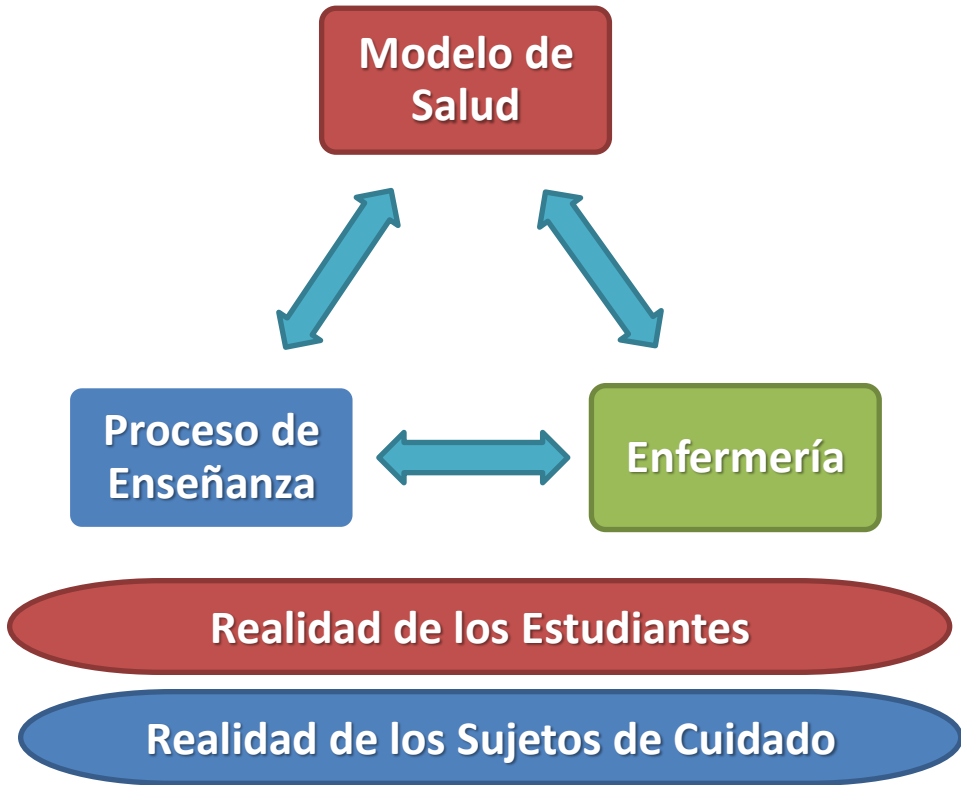 Modelo de
Salud
Proceso de
Enseñanza
Enfermería
Realidad de los Estudiantes
Realidad de los Sujetos de Cuidado